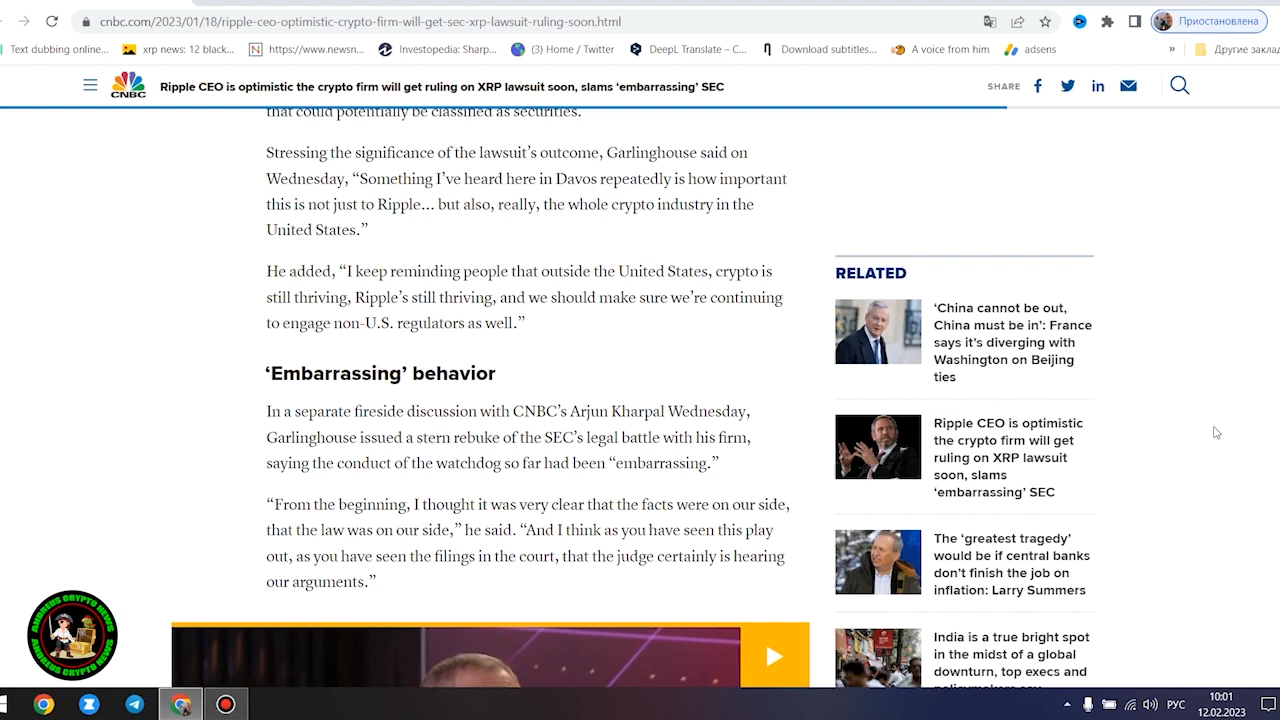 cnbc.com/2023/01/18/ripple-ceo-optimistic-crypto-firm-will-get-sec-xrp-lawsuit-ruling-soon.html
Приостановлена
Text dubbing online...
xrp news: 12 black...
https://www.newsn...
Investopedia: Sharp...
(3) Home / Twitter
DeepL Translate – C...
Download subtitles...
A voice from him
adsens
»
Другие закла
CNBC
Ripple CEO is optimistic the crypto firm will get ruling on XRP lawsuit soon, slams ‘embarrassing’ SEC
SHARE
that could potentially be classified as securities.
Stressing the significance of the lawsuit’s outcome, Garlinghouse said on
Wednesday, “Something I’ve heard here in Davos repeatedly is how important
this is not just to Ripple… but also, really, the whole crypto industry in the
United States.”
He added, “I keep reminding people that outside the United States, crypto is
still thriving, Ripple’s still thriving, and we should make sure we’re continuing
to engage non-U.S. regulators as well.”
‘Embarrassing’ behavior
In a separate fireside discussion with CNBC’s Arjun Kharpal Wednesday,
Garlinghouse issued a stern rebuke of the SEC’s legal battle with his firm,
saying the conduct of the watchdog so far had been “embarrassing.”
“From the beginning, I thought it was very clear that the facts were on our side,
that the law was on our side,” he said. “And I think as you have seen this play
out, as you have seen the filings in the court, that the judge certainly is hearing
our arguments.”
RELATED
‘China cannot be out,
China must be in’: France
says it’s diverging with
Washington on Beijing
ties
Ripple CEO is optimistic
the crypto firm will get
ruling on XRP lawsuit
soon, slams
‘embarrassing’ SEC
The ‘greatest tragedy’
would be if central banks
don’t finish the job on
inflation: Larry Summers
India is a true bright spot
in the midst of a global
downturn, top execs and
policymakers say
ANDREUS CRYPTO NEWS
ANDREUS CRYPTO NEWS
РУС
10:01
12.02.2023